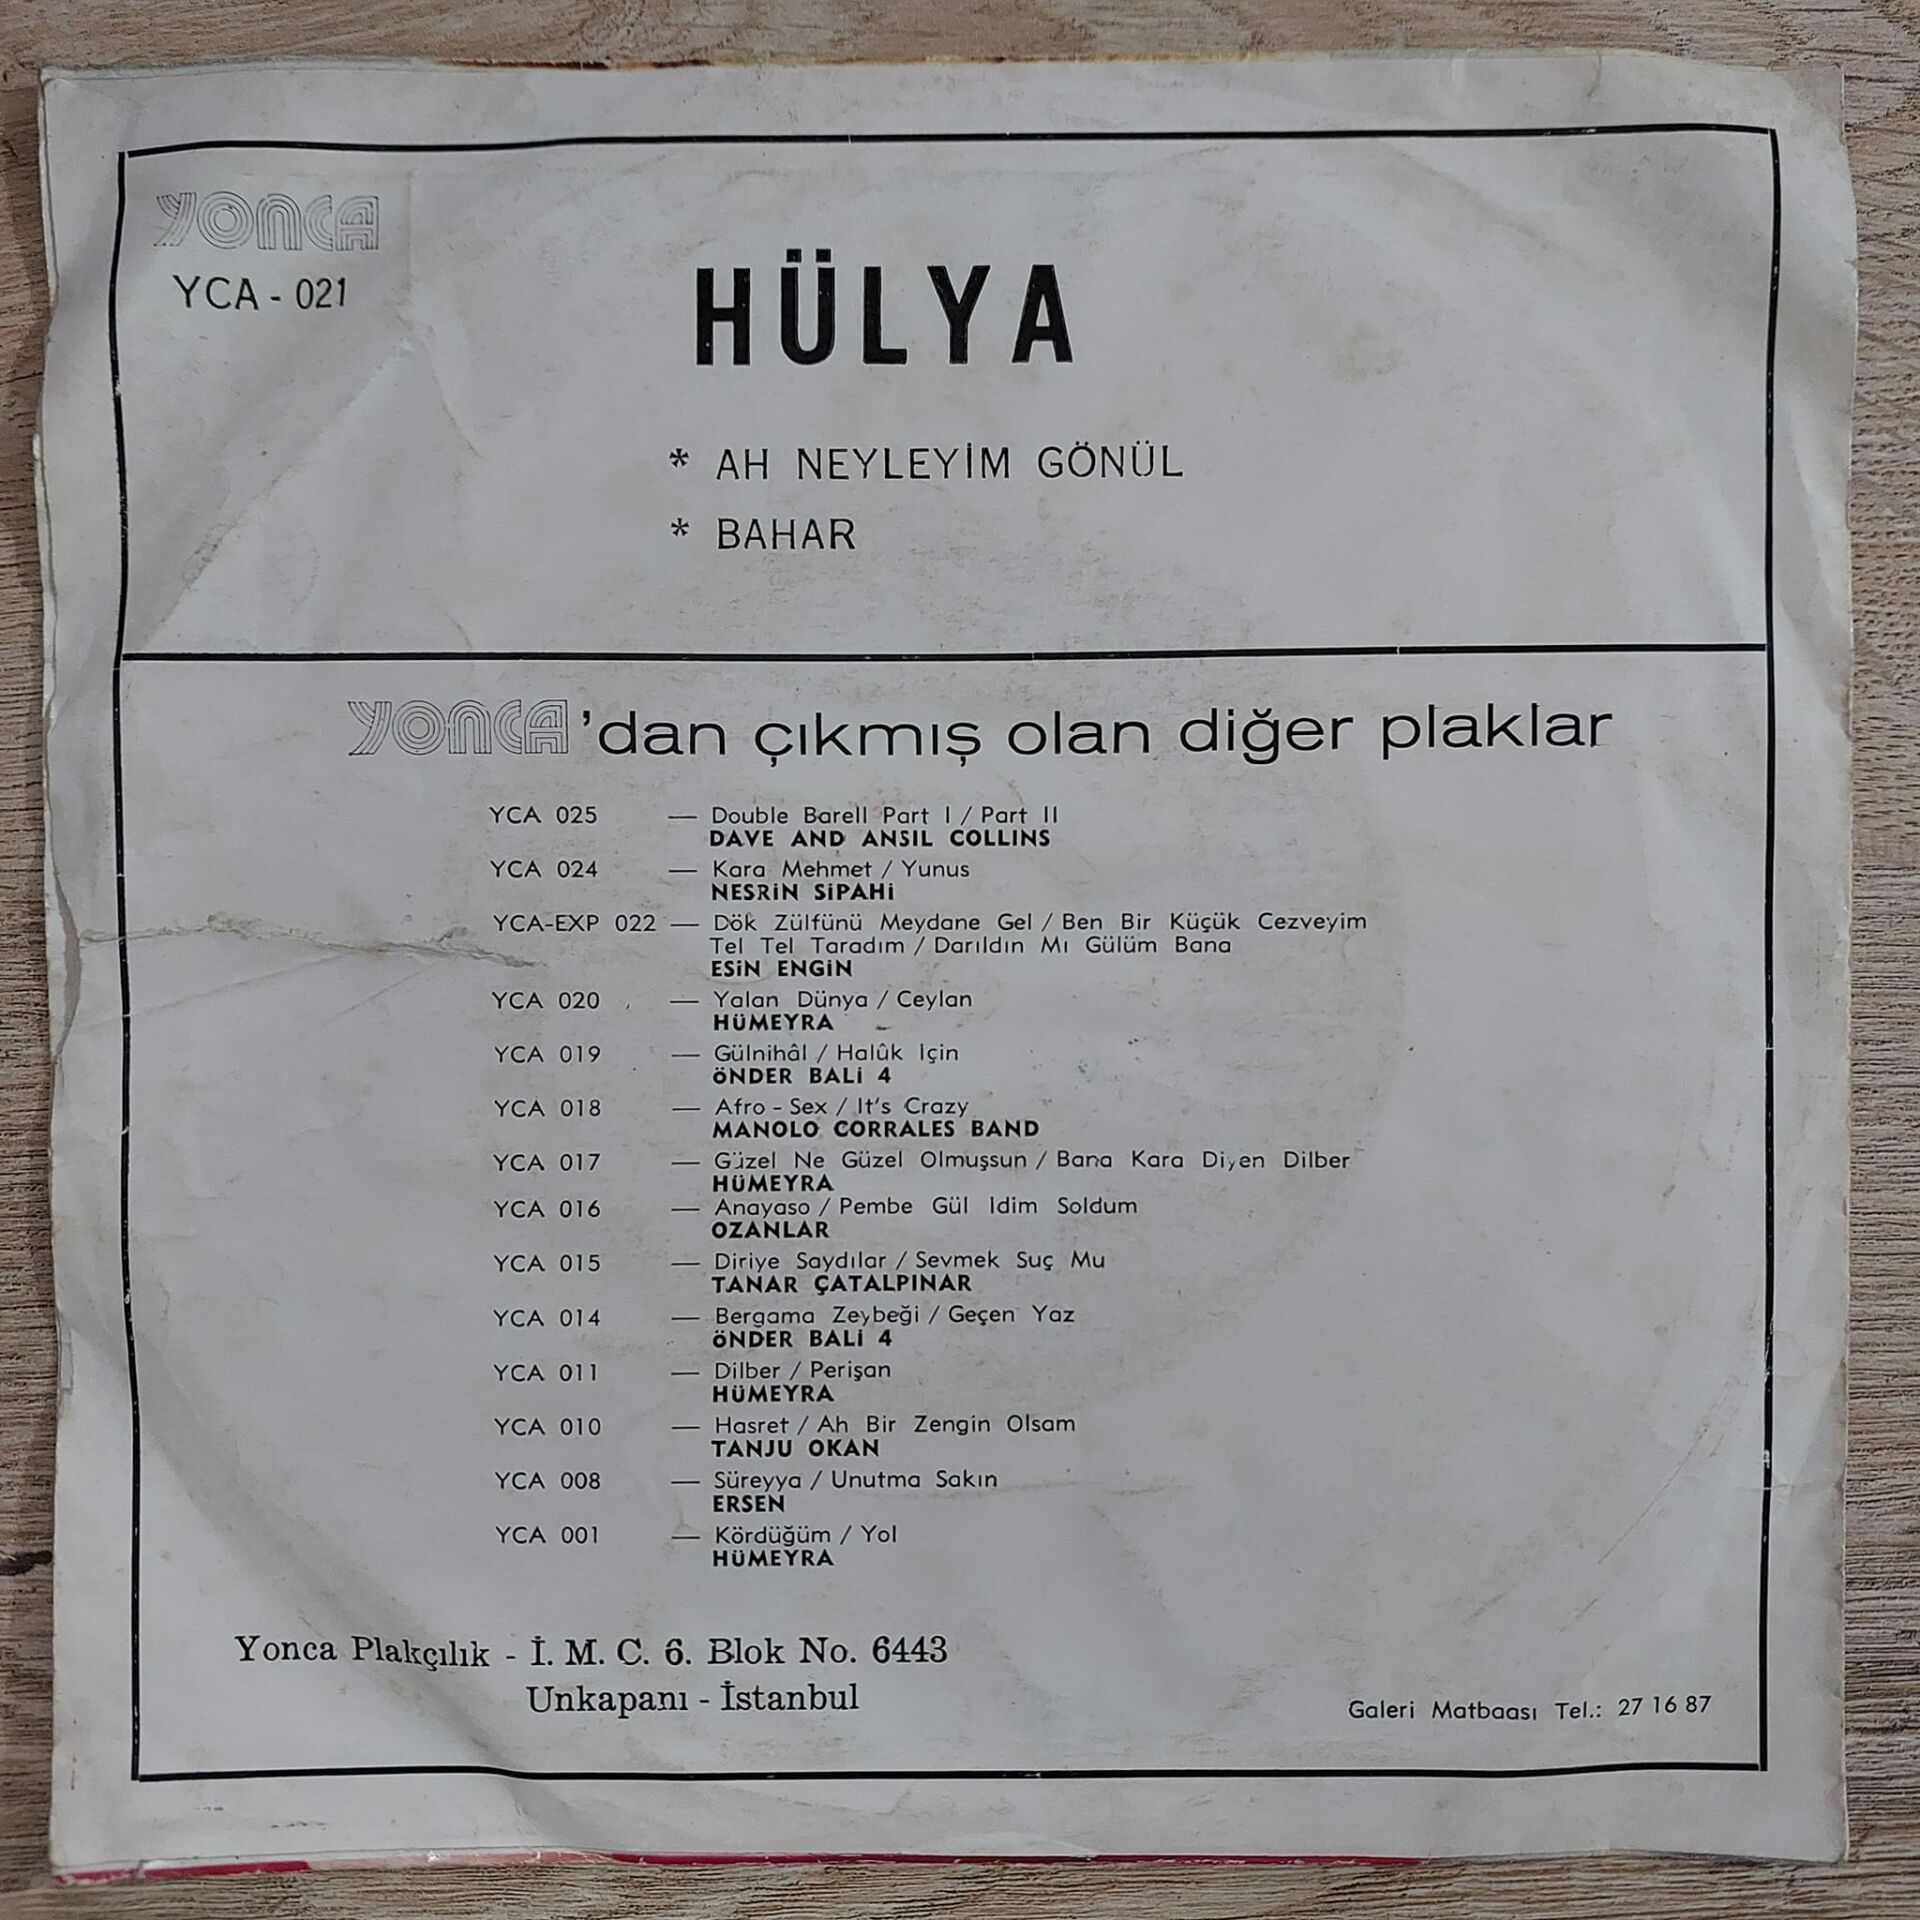 YONCA
YCA - 021
HÜLYA
* AH NEYLEYİM GÖNÜL
* BAHAR
YONCA'dan çıkmış olan diğer plaklar
YCA 025 — Double Barell Part I / Part II
DAVE AND ANSIL COLLINS
YCA 024 — Kara Mehmet / Yunus
NESRİN SİPAHİ
YCA-EXP 022 — Dök Zülfünü Meydane Gel / Ben Bir Küçük Cezveyim
Tel Tel Taradım / Darıldın Mı Gülüm Bana
ESİN ENGİN
YCA 020 — Yalan Dünya / Ceylan
HÜMEYRA
YCA 019 — Gülnihâl / Halûk Için
ÖNDER BALİ 4
YCA 018 — Afro - Sex / It's Crazy
MANOLO CORRALES BAND
YCA 017 — Güzel Ne Güzel Olmuşsun / Bana Kara Diyen Dilber
HÜMEYRA
YCA 016 — Anayaso / Pembe Gül Idim Soldum
OZANLAR
YCA 015 — Diriye Saydılar / Sevmek Suç Mu
TANAR ÇATALPINAR
YCA 014 — Bergama Zeybeği / Geçen Yaz
ÖNDER BALİ 4
YCA 011 — Dilber / Perişan
HÜMEYRA
YCA 010 — Hasret / Ah Bir Zengin Olsam
TANJU OKAN
YCA 008 — Süreyya / Unutma Sakın
ERSEN
YCA 001 — Kördüğüm / Yol
HÜMEYRA
Yonca Plakçılık - İ. M. C. 6. Blok No. 6443
Unkapanı - İstanbul
Galeri Matbaası Tel.: 27 16 87